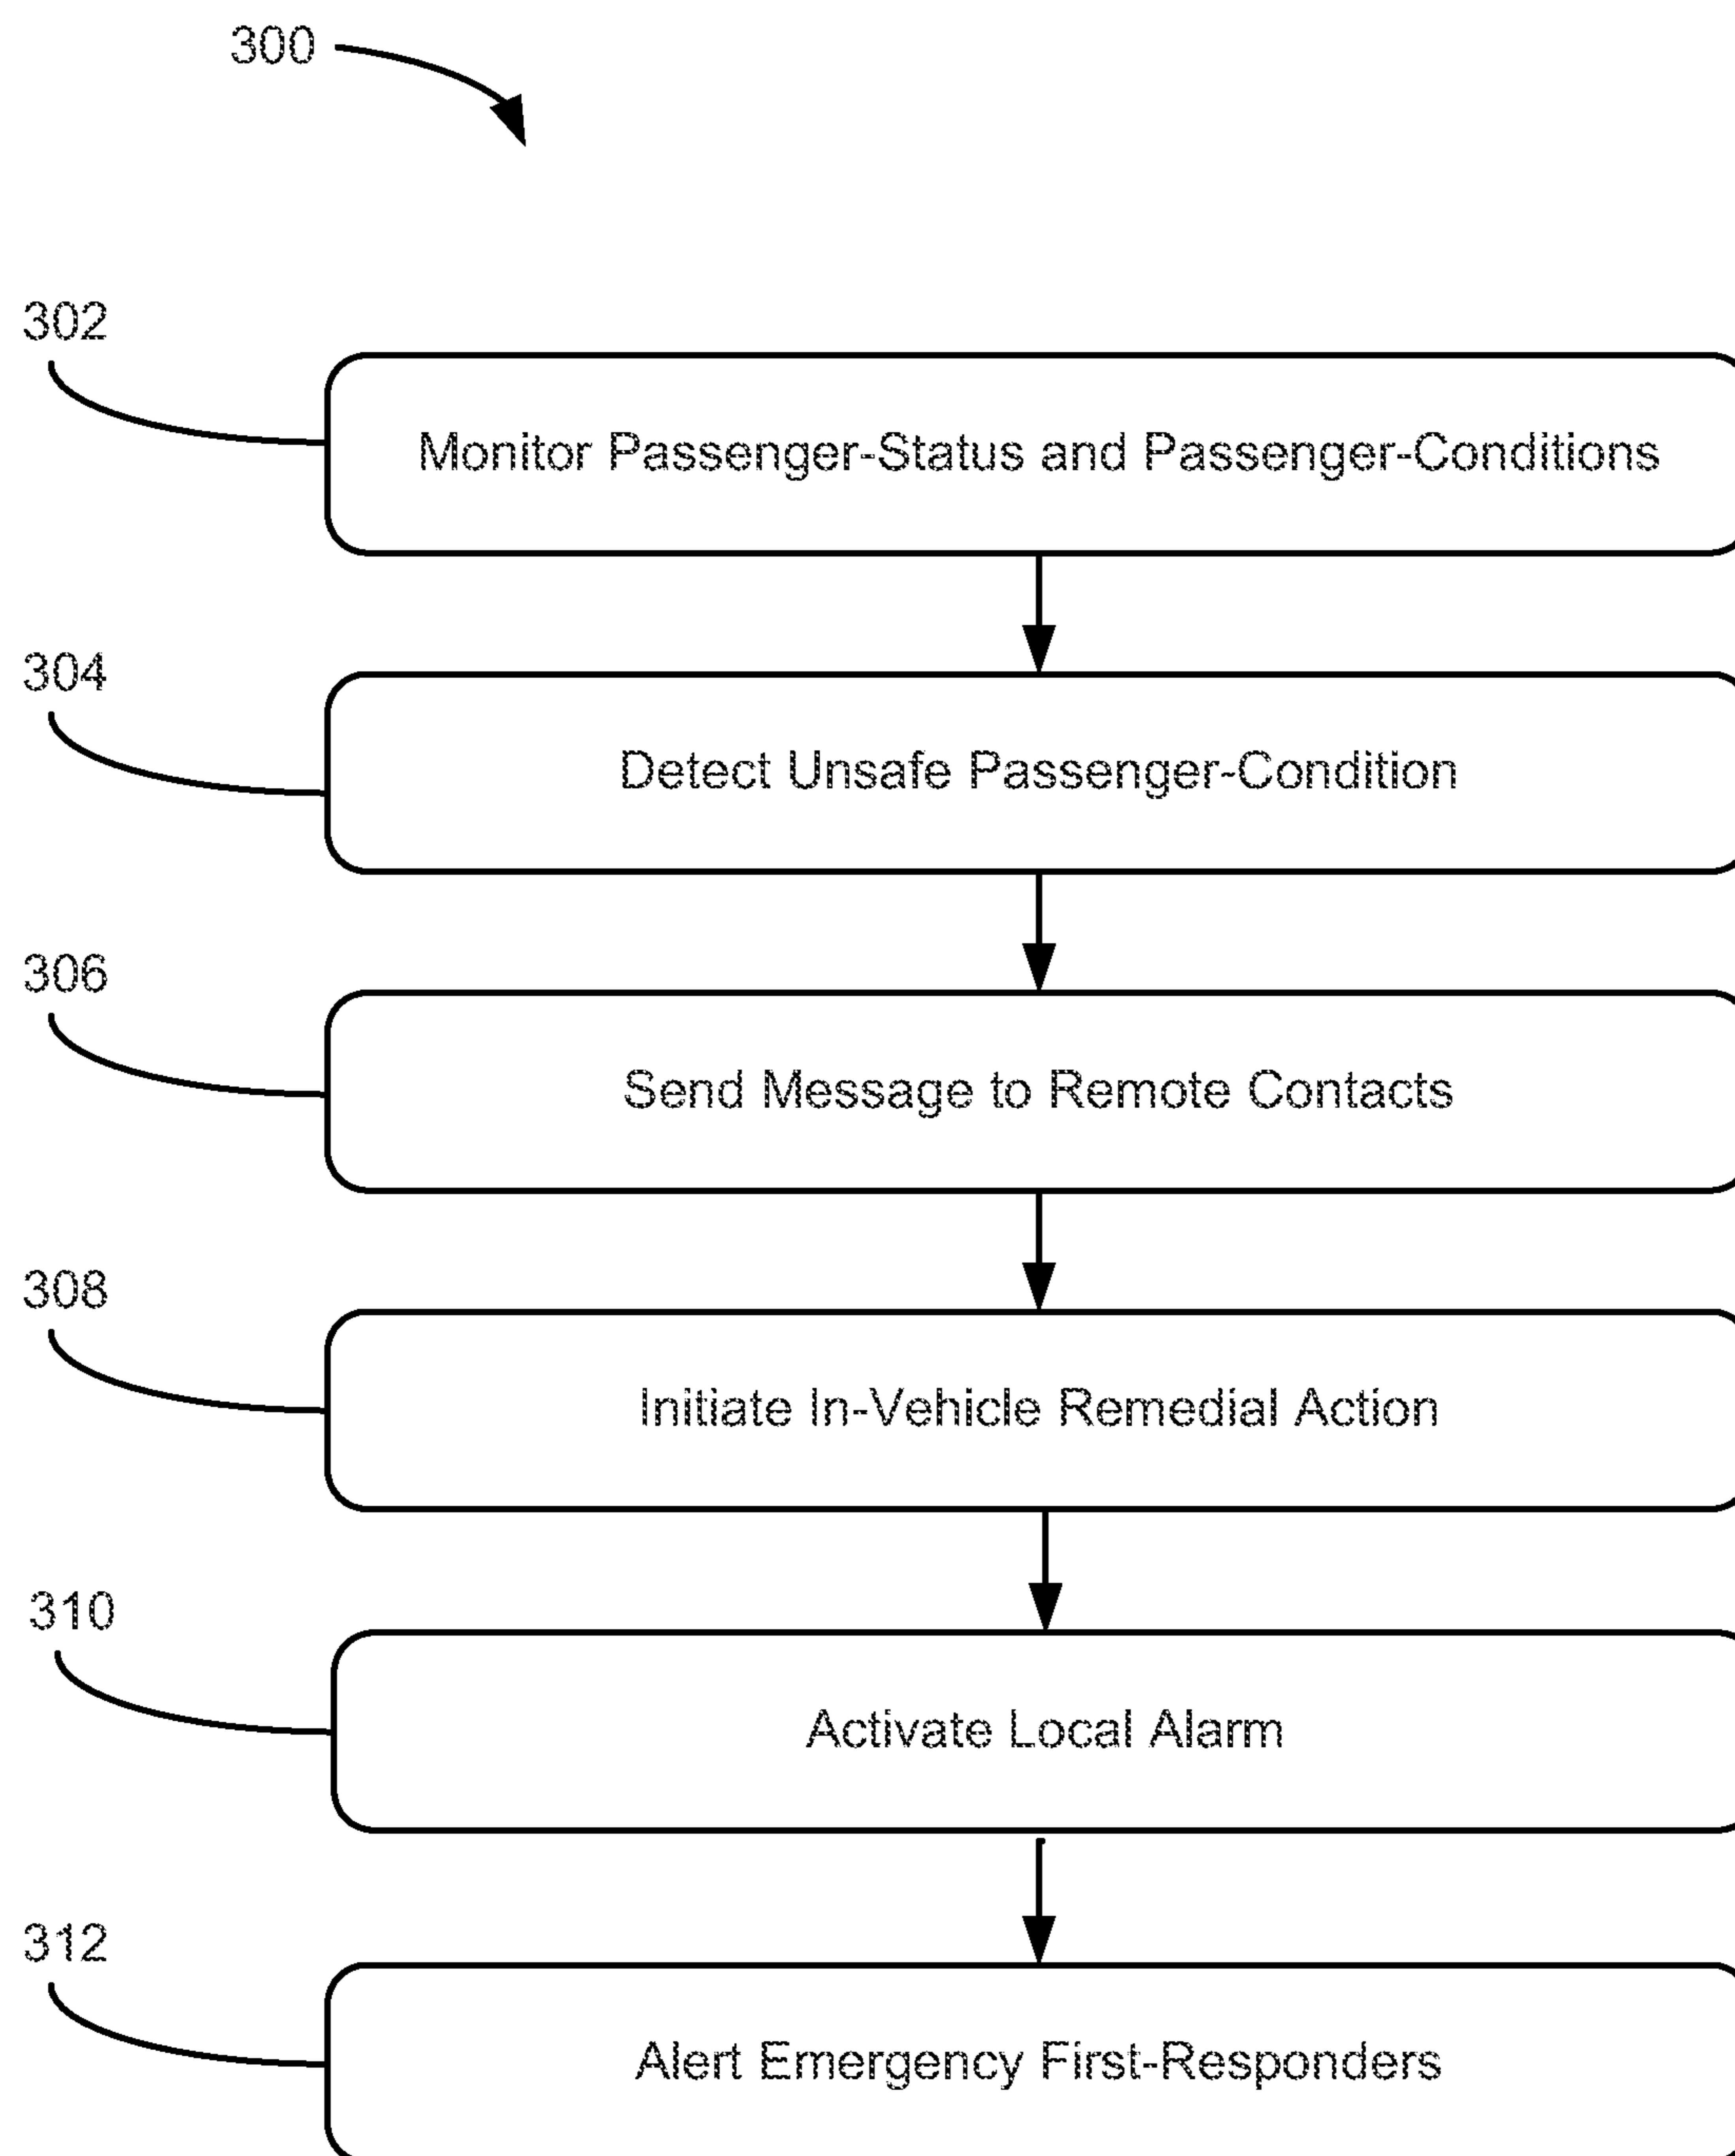 300
302
Monitor Passenger-Status and Passenger-Conditions
304
Detect Unsafe Passenger-Condition
306
Send Message to Remote Contacts
308
Initiate In-Vehicle Remedial Action
310
Activate Local Alarm
312
Alert Emergency First-Responders